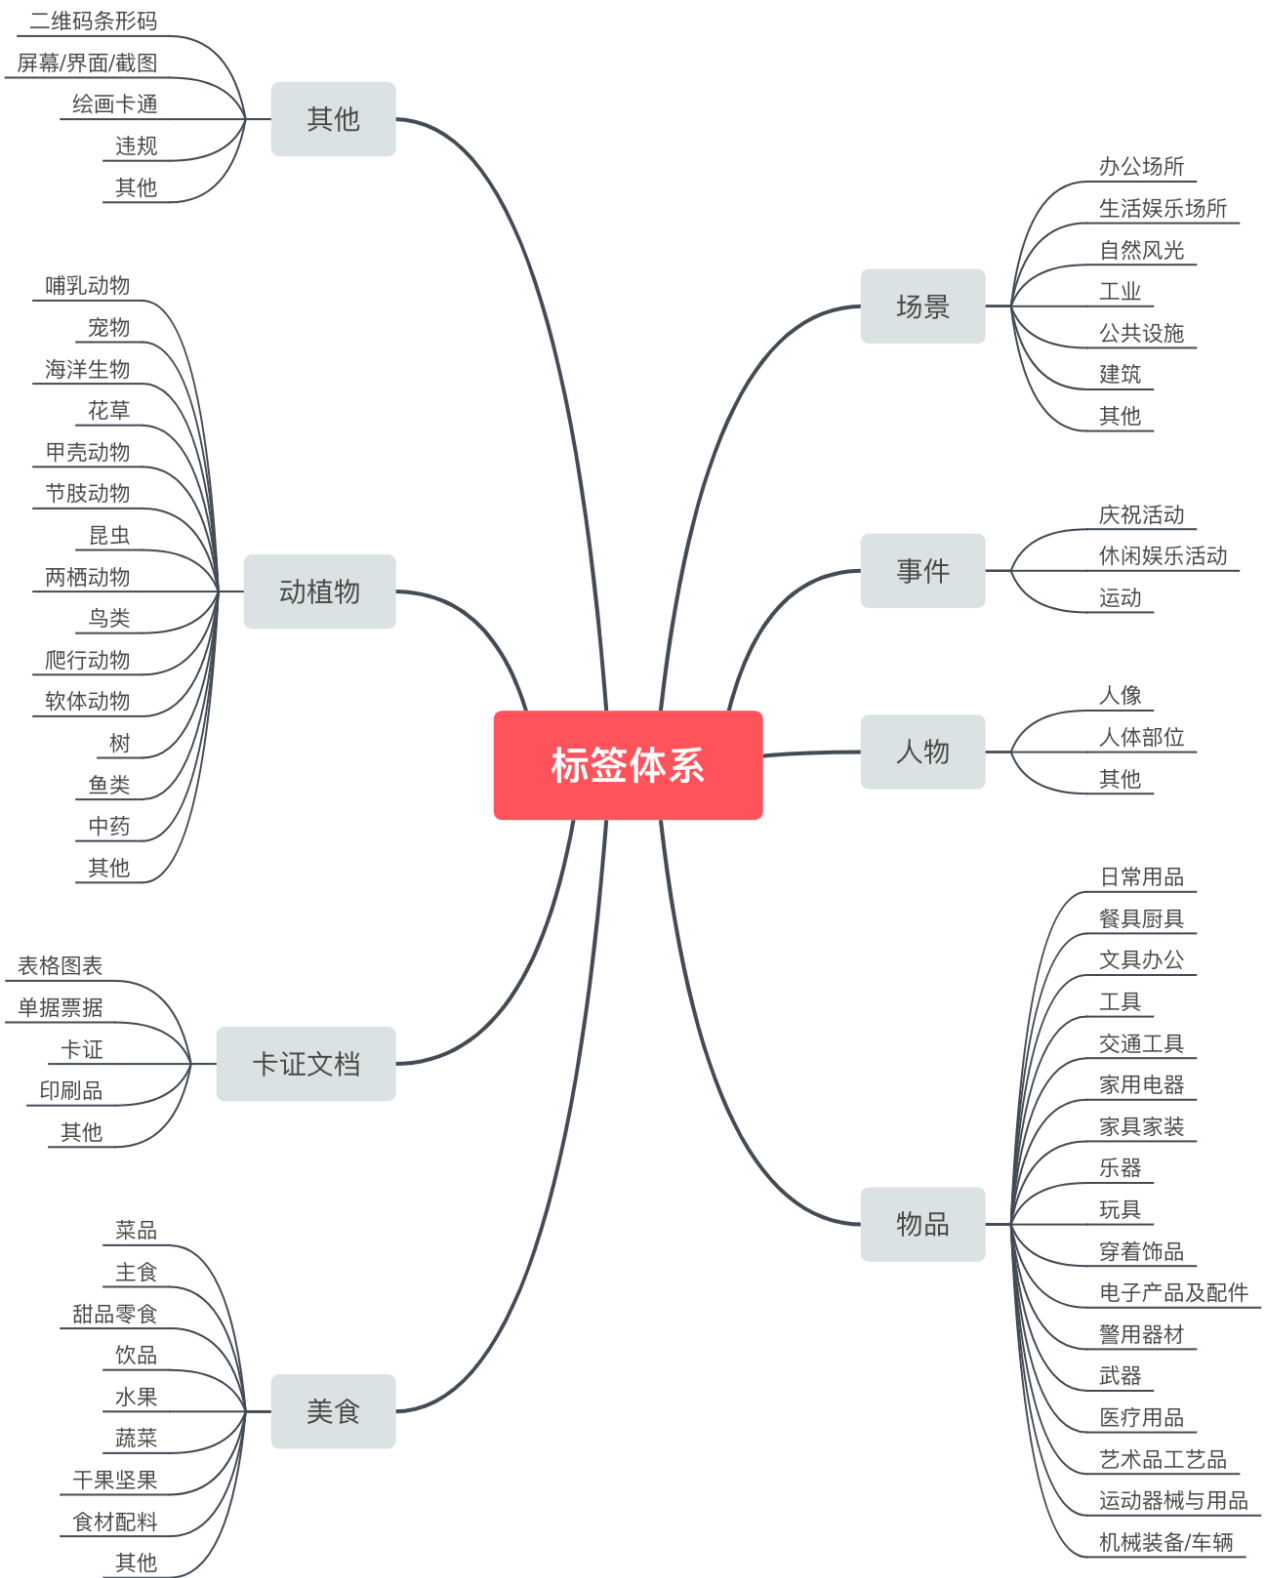 标签体系
其他
二维码条形码
屏幕/界面/截图
绘画卡通
违规
其他
动植物
哺乳动物
宠物
海洋生物
花草
甲壳动物
节肢动物
昆虫
两栖动物
鸟类
爬行动物
软体动物
树
鱼类
中药
其他
卡证文档
表格图表
单据票据
卡证
印刷品
其他
美食
菜品
主食
甜品零食
饮品
水果
蔬菜
干果坚果
食材配料
其他
场景
办公场所
生活娱乐场所
自然风光
工业
公共设施
建筑
其他
事件
庆祝活动
休闲娱乐活动
运动
人物
人像
人体部位
其他
物品
日常用品
餐具厨具
文具办公
工具
交通工具
家用电器
家具家装
乐器
玩具
穿着饰品
电子产品及配件
警用器材
武器
医疗用品
艺术品工艺品
运动器械与用品
机械装备/车辆